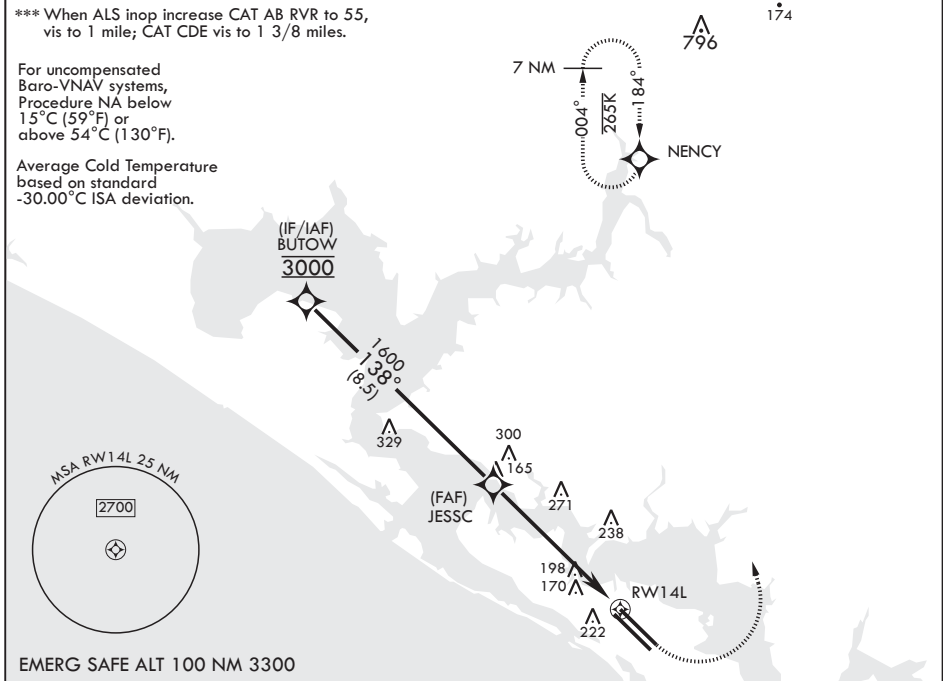 *** When ALS inop increase CAT AB RVR to 55,
vis to 1 mile; CAT CDE vis to 1 3/8 miles.
For uncompensated
Baro-VNAV systems,
Procedure NA below
15°C (59°F) or
above 54°C (130°F).
Average Cold Temperature
based on standard
-30.00°C ISA deviation.
174
796
7 NM
004°
265K
184°
NENCY
(IF/IAF)
BUTOW
3000
1600
138°
(8.5)
329
300
165
(FAF)
JESSC
271
238
198
170
RW14L
222
MSA RW14L 25 NM
2700
EMERG SAFE ALT 100 NM 3300